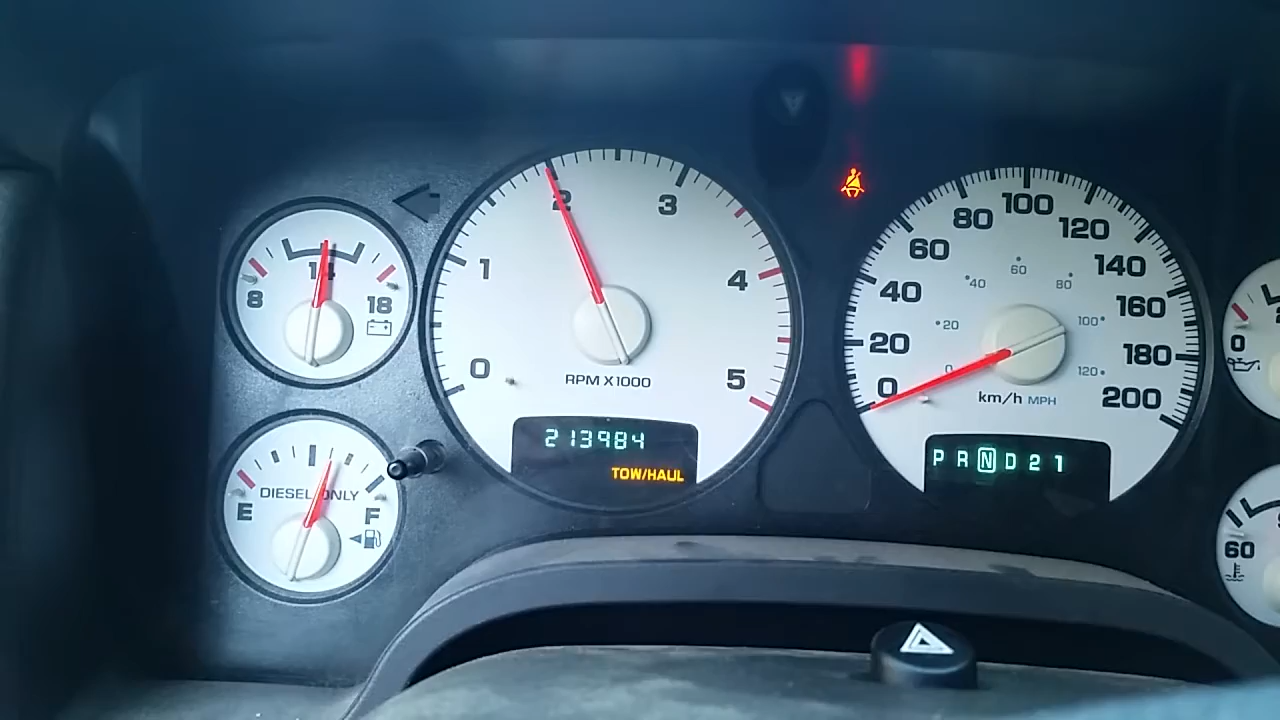 8 14 18
E DIESEL ONLY F
0 1 2 3 4 5
RPM X1000
213984
TOW/HAUL
0 20 40 60 80 100 120 140 160 180 200
0 20 40 60 80 100 120
km/h MPH
P R N D 2 1
0
60